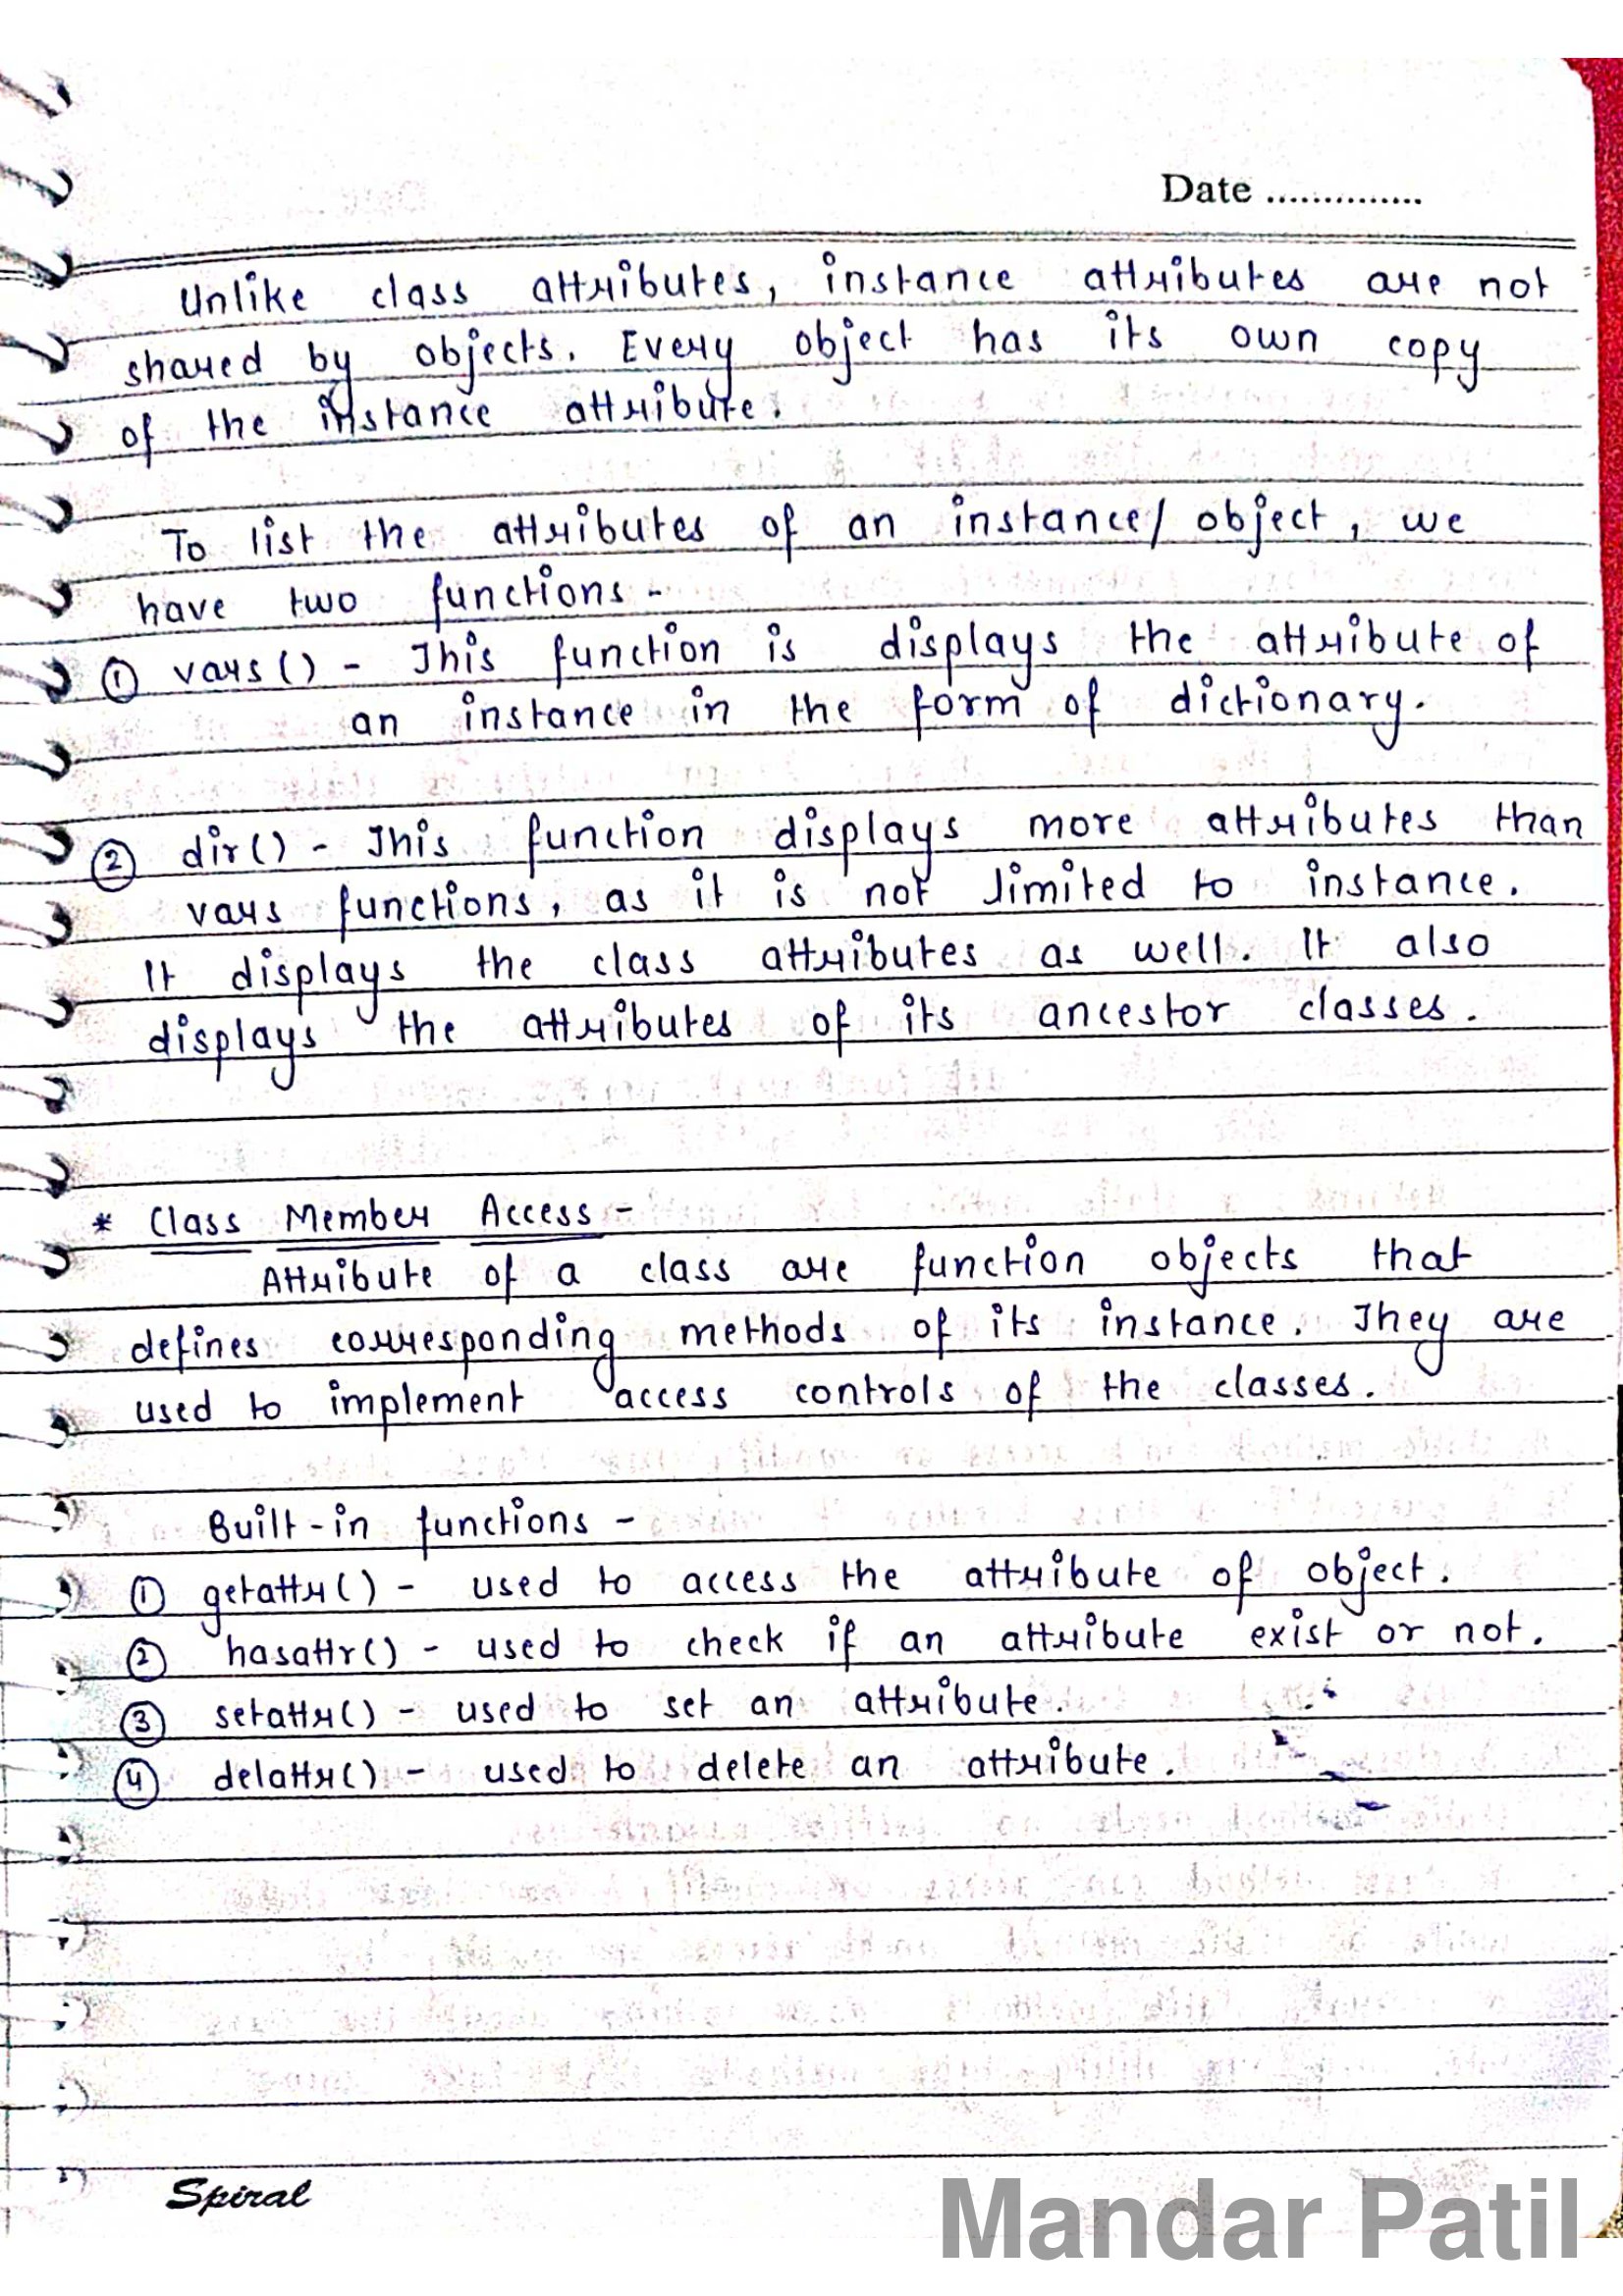 Date ..............
Unlike class attributes, instance attributes are not
shared by objects. Every object has its own copy
of the instance attribute.
To list the attributes of an instance/ object, we
have two functions -
① vars() - This function is displays the attribute of
an instance in the form of dictionary.
② dir() - This function displays more attributes than
vars functions, as it is not limited to instance.
It displays the class attributes as well. It also
displays the attributes of its ancestor classes.
* Class Member Access -
Attribute of a class are function objects that
defines corresponding methods of its instance. They are
used to implement access controls of the classes.
Built-in functions -
① getattr() - used to access the attribute of object.
② hasattr() - used to check if an attribute exist or not.
③ setattr() - used to set an attribute.
④ delattr() - used to delete an attribute.
Spiral
Mandar Patil